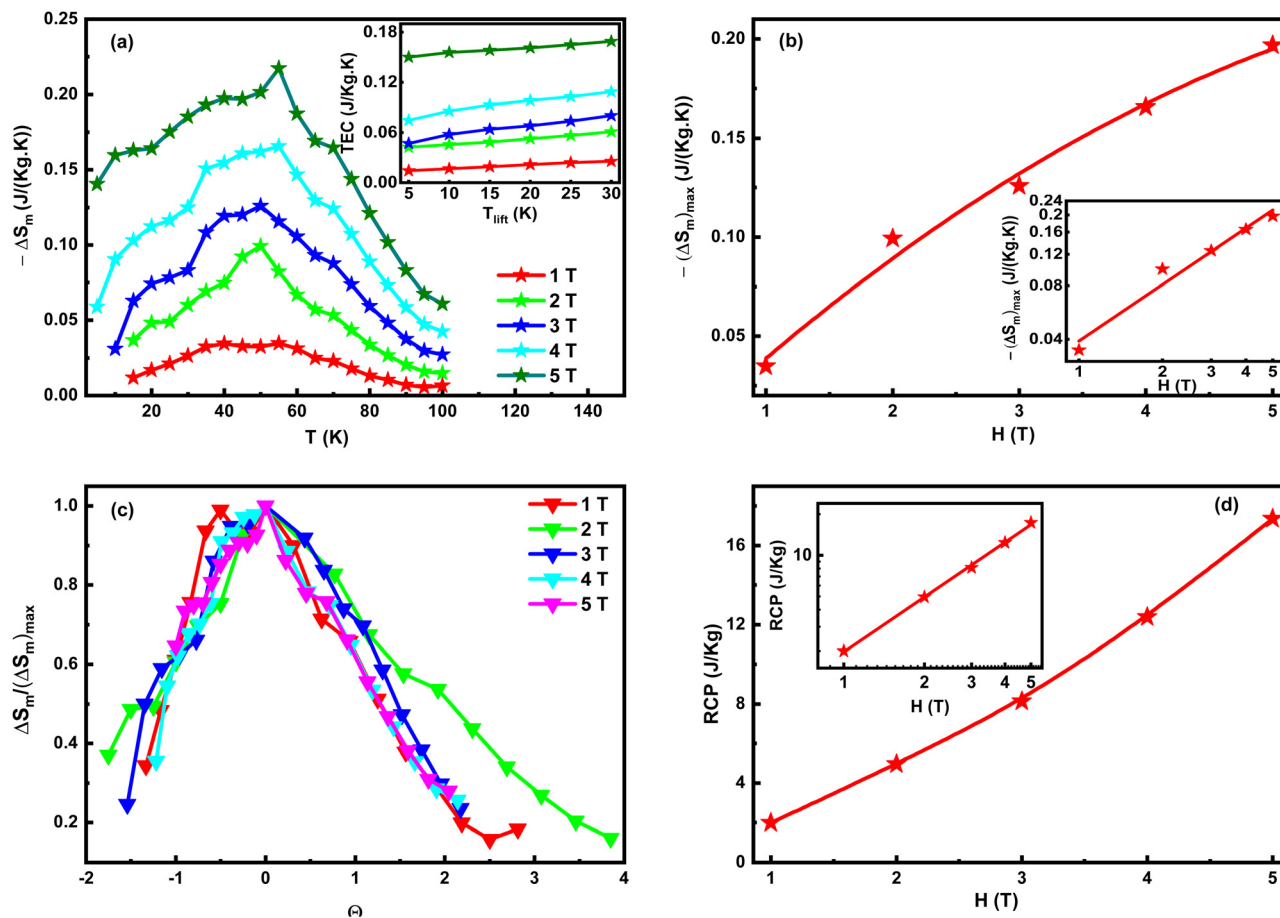 (a)
− ΔSₘ (J/(Kg.K))
0.25
0.20
0.15
0.10
0.05
0.00
20 40 60 80 100 120 140
T (K)
1 T
2 T
3 T
4 T
5 T
TEC (J/Kg.K)
0.18
0.12
0.06
0.00
5 10 15 20 25 30
T_lift (K)
(b)
− (ΔSₘ)_max (J/(Kg.K))
0.20
0.15
0.10
0.05
1 2 3 4 5
H (T)
− (ΔSₘ)_max (J/(Kg.K))
0.24
0.2
0.16
0.12
0.08
0.04
1 2 3 4 5
H (T)
(c)
ΔSₘ/(ΔSₘ)_max
1.0
0.8
0.6
0.4
0.2
-2 -1 0 1 2 3 4
Θ
1 T
2 T
3 T
4 T
5 T
(d)
RCP (J/Kg)
16
12
8
4
0
1 2 3 4 5
H (T)
RCP (J/Kg)
10
1 2 3 4 5
H (T)